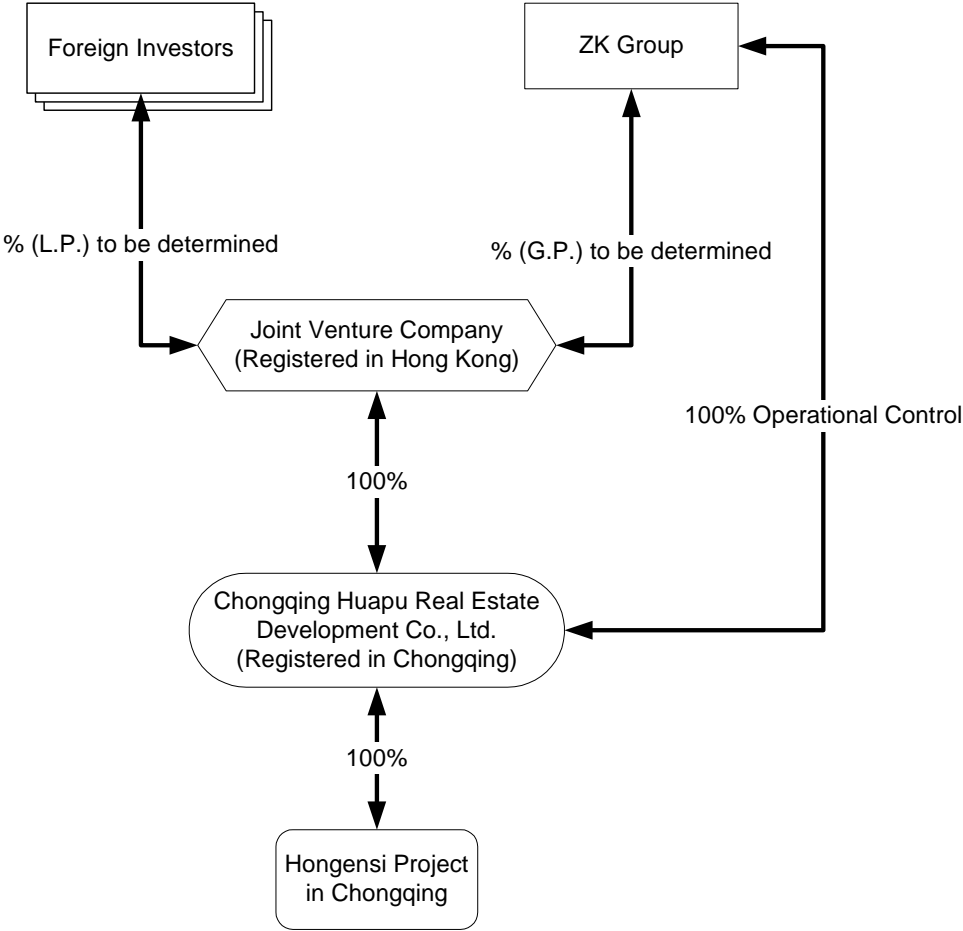 Foreign Investors
ZK Group
% (L.P.) to be determined
% (G.P.) to be determined
Joint Venture Company
(Registered in Hong Kong)
100% Operational Control
100%
Chongqing Huapu Real Estate
Development Co., Ltd.
(Registered in Chongqing)
100%
Hongensi Project
in Chongqing